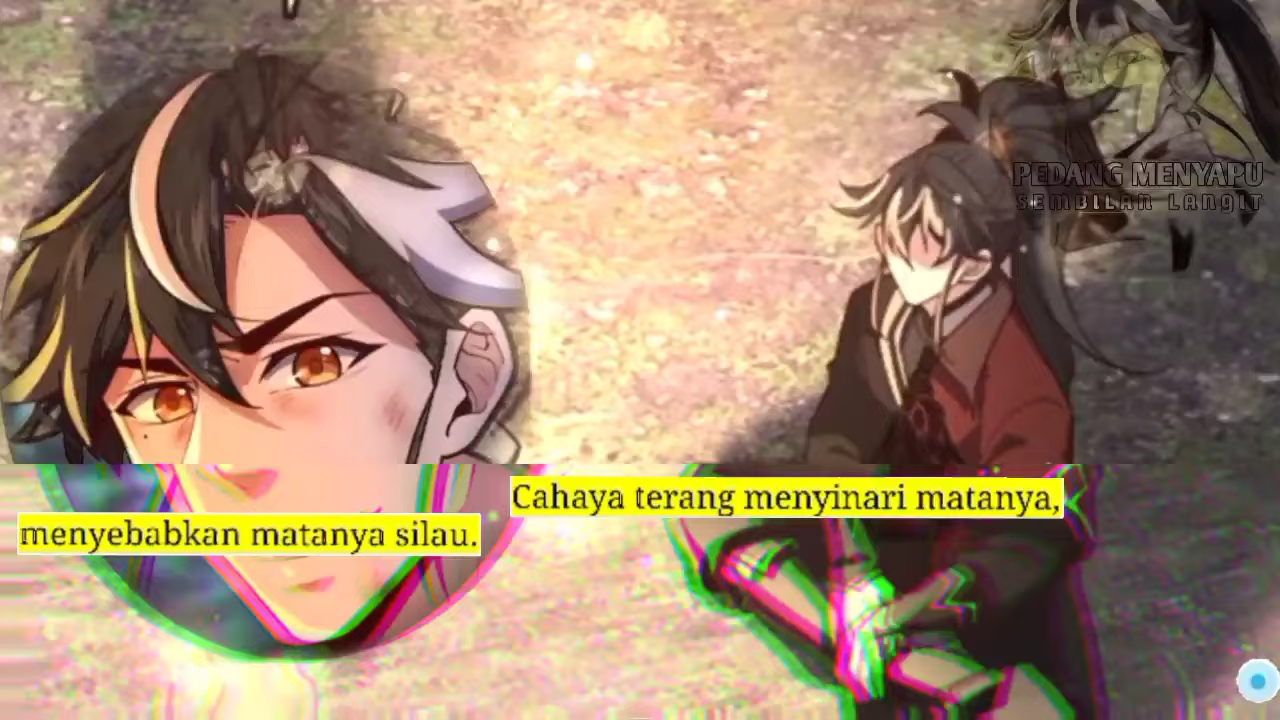 PEDANG MENYAPU
SEMBILAN LANGIT
Cahaya terang menyinari matanya,
menyebabkan matanya silau.